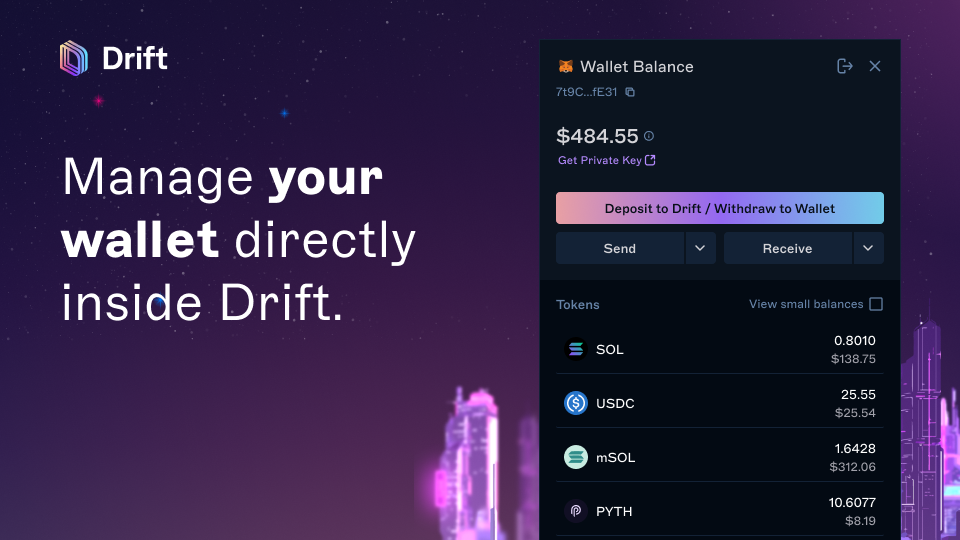 Drift
Manage your
wallet directly
inside Drift.
Wallet Balance
7t9C...fE31
$484.55
Get Private Key
Deposit to Drift / Withdraw to Wallet
Send
Receive
Tokens
View small balances
SOL
0.8010
$138.75
USDC
25.55
$25.54
mSOL
1.6428
$312.06
PYTH
10.6077
$8.19